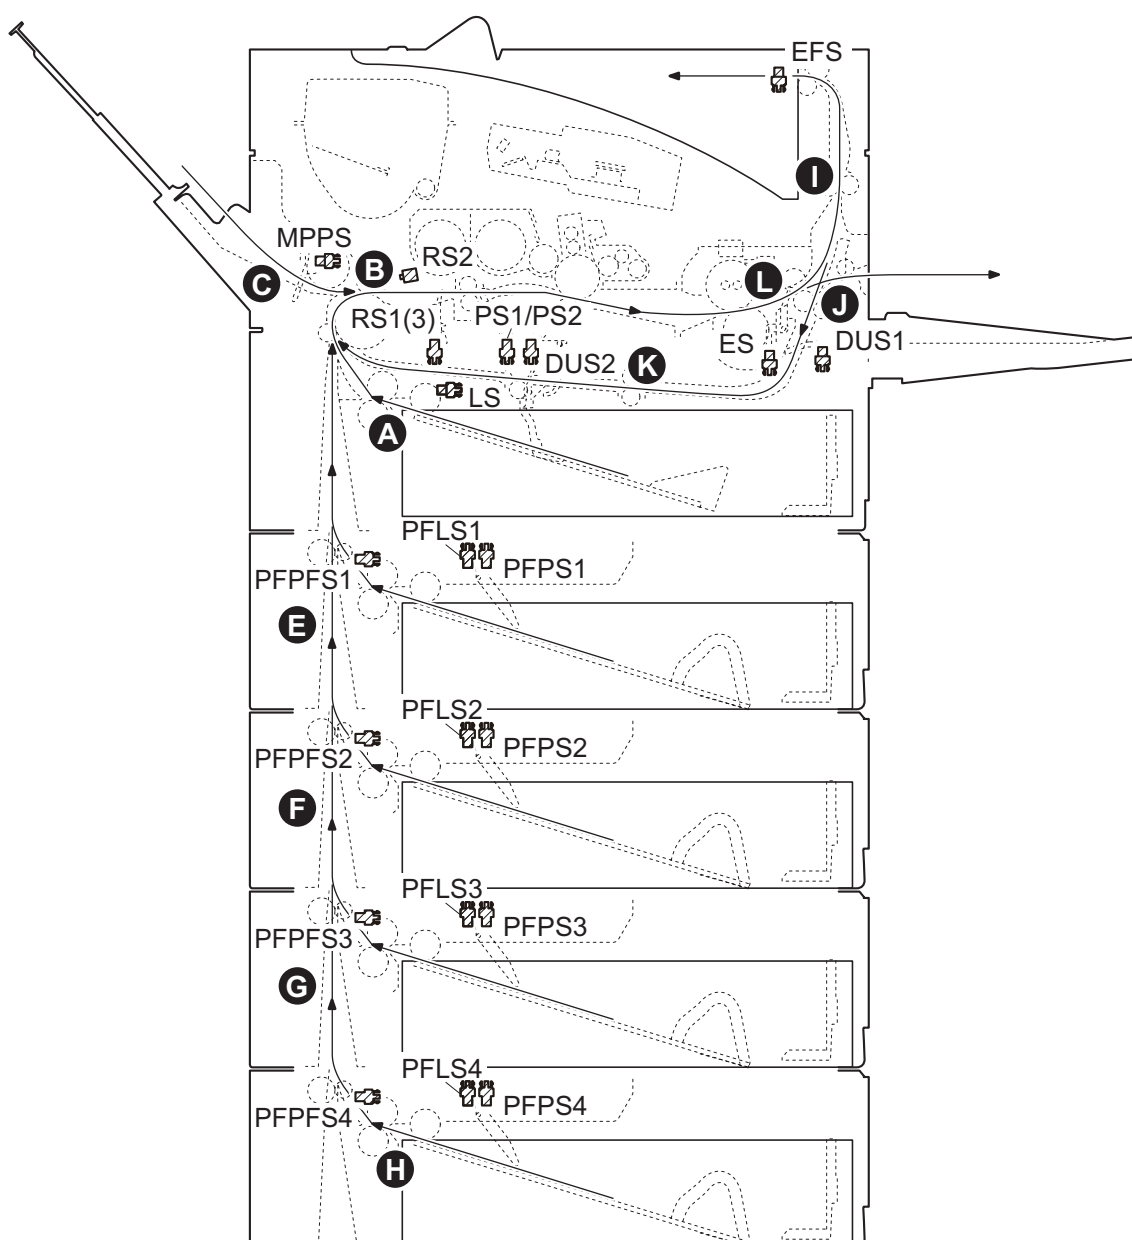 EFS
I
MPPS
B
RS2
C
L
J
RS1(3)
PS1/PS2
ES
DUS1
DUS2
K
LS
A
PFLS1
PFPS1
PFPFS1
E
PFLS2
PFPS2
PFPFS2
F
PFLS3
PFPS3
PFPFS3
G
PFLS4
PFPS4
PFPFS4
H